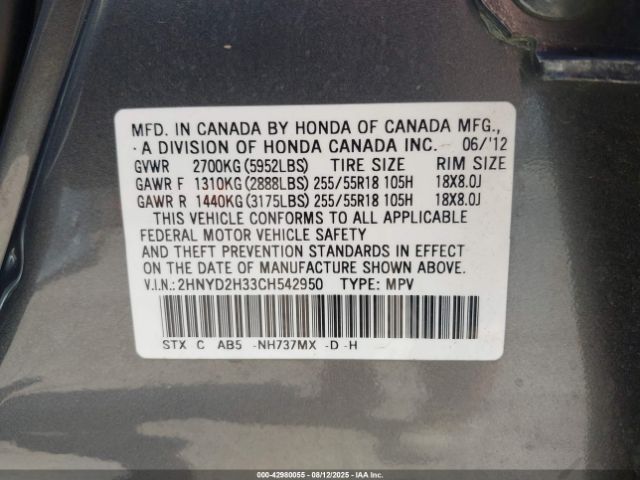 MFD. IN CANADA BY HONDA OF CANADA MFG.,
A DIVISION OF HONDA CANADA INC. 06/'12
GVWR 2700KG(5952LBS) TIRE SIZE RIM SIZE
GAWR F 1310KG(2888LBS) 255/55R18 105H 18X8.0J
GAWR R 1440KG(3175LBS) 255/55R18 105H 18X8.0J
THIS VEHICLE CONFORMS TO ALL APPLICABLE
FEDERAL MOTOR VEHICLE SAFETY
AND THEFT PREVENTION STANDARDS IN EFFECT
ON THE DATE OF MANUFACTURE SHOWN ABOVE.
V.I.N.:2HNYD2H33CH542950 TYPE: MPV
STX C AB5 -NH737MX -D -H
000-42980055 - 08/12/2025 - IAAI Inc.